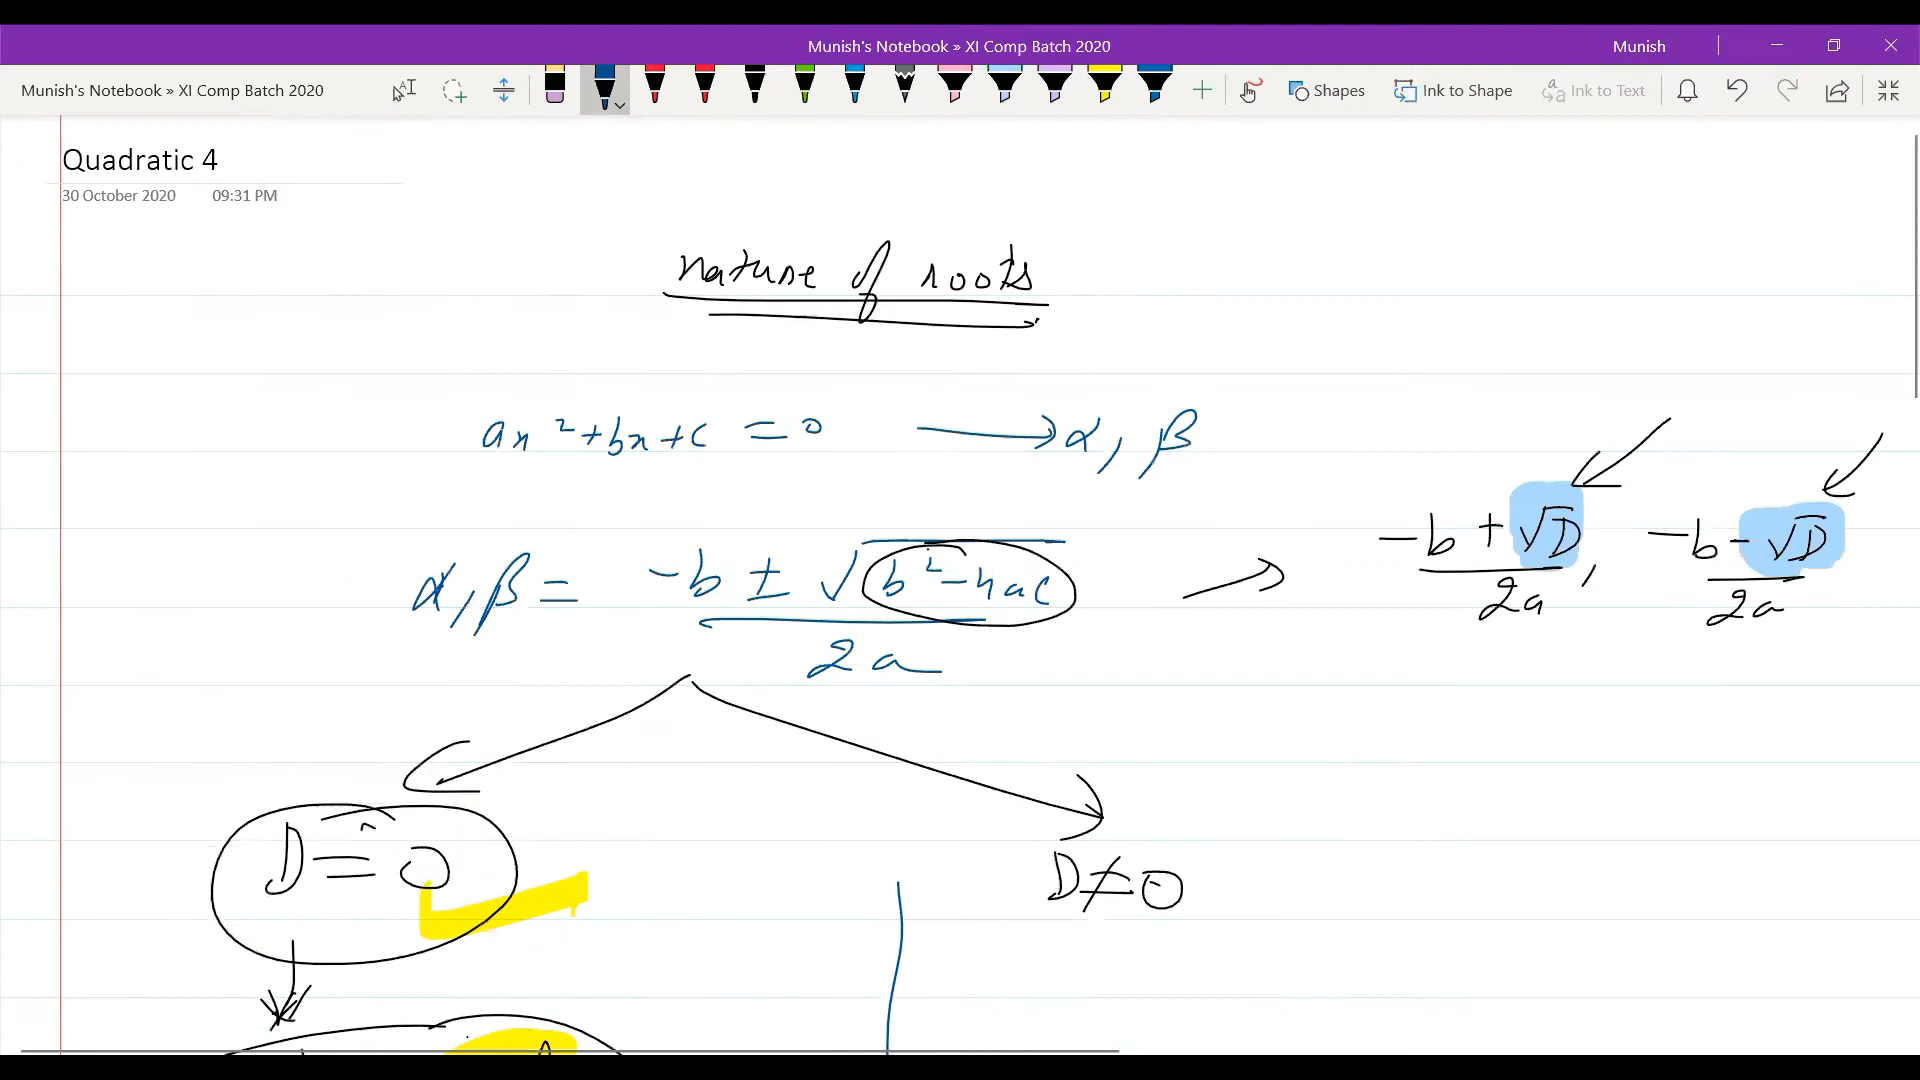 Munish's Notebook » XI Comp Batch 2020
Munish
Munish's Notebook » XI Comp Batch 2020
Shapes
Ink to Shape
Ink to Text
Quadratic 4
30 October 2020 09:31 PM
nature of roots
ax² + bx + c = 0 → α, β
α, β = (-b ± √(b² - 4ac)) / 2a → (-b + √D) / 2a, (-b - √D) / 2a
D = 0
D ≠ 0